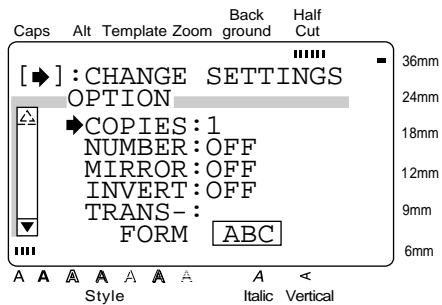 Caps Alt Template Zoom Back ground Half Cut
[➡]:CHANGE SETTINGS
OPTION
➡COPIES:1
NUMBER:OFF
MIRROR:OFF
INVERT:OFF
TRANS-:
FORM ABC
36mm
24mm
18mm
12mm
9mm
6mm
A A A A A A A A A
Style Italic Vertical